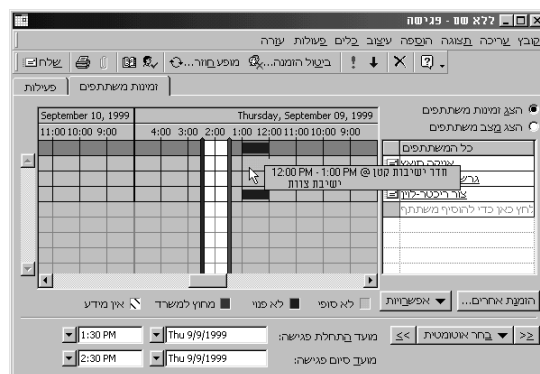 ללא שם - פגישה
קובץ עריכה תצוגה הוספה עיצוב כלים פעולות עזרה
שלח ביטול הזמנה... מופע חוזר...
פעילות זמינות משתתפים
הצג זמינות משתתפים
הצג מצב משתתפים
Thursday, September 09, 1999
September 10, 1999
9:00 10:00 11:00 12:00 1:00 2:00 3:00 4:00
9:00 10:00 11:00
כל המשתתפים
12:00 PM - 1:00 PM @ חדר ישיבות קטן
ישיבת צוות
צור ריכטר-לוין
לחץ כאן כדי להוסיף משתתף
הזמנת אחרים... אפשרויות
לא סופי לא פנוי מחוץ למשרד אין מידע
>> בחר אוטומטית <<
מועד התחלת פגישה: Thu 9/9/1999 1:30 PM
מועד סיום פגישה: Thu 9/9/1999 2:30 PM